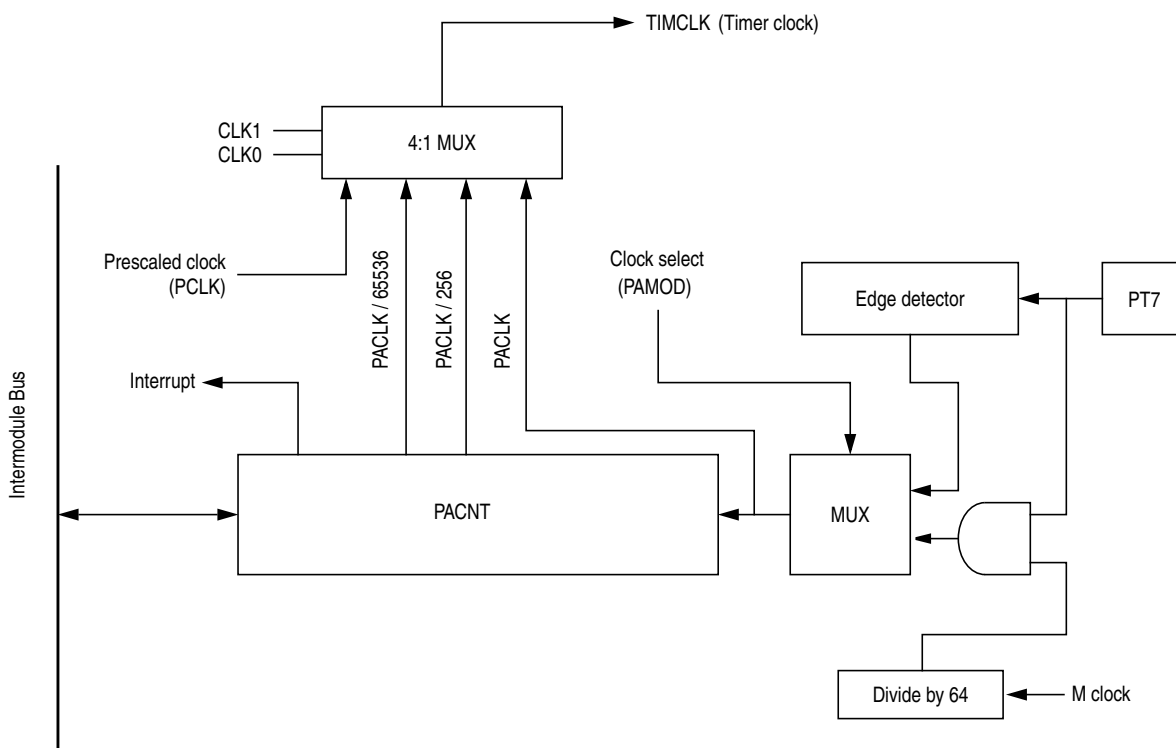 TIMCLK (Timer clock)
CLK1
CLK0
4:1 MUX
Prescaled clock
(PCLK)
PACLK / 65536
PACLK / 256
PACLK
Clock select
(PAMOD)
Edge detector
PT7
Interrupt
Intermodule Bus
PACNT
MUX
Divide by 64
M clock